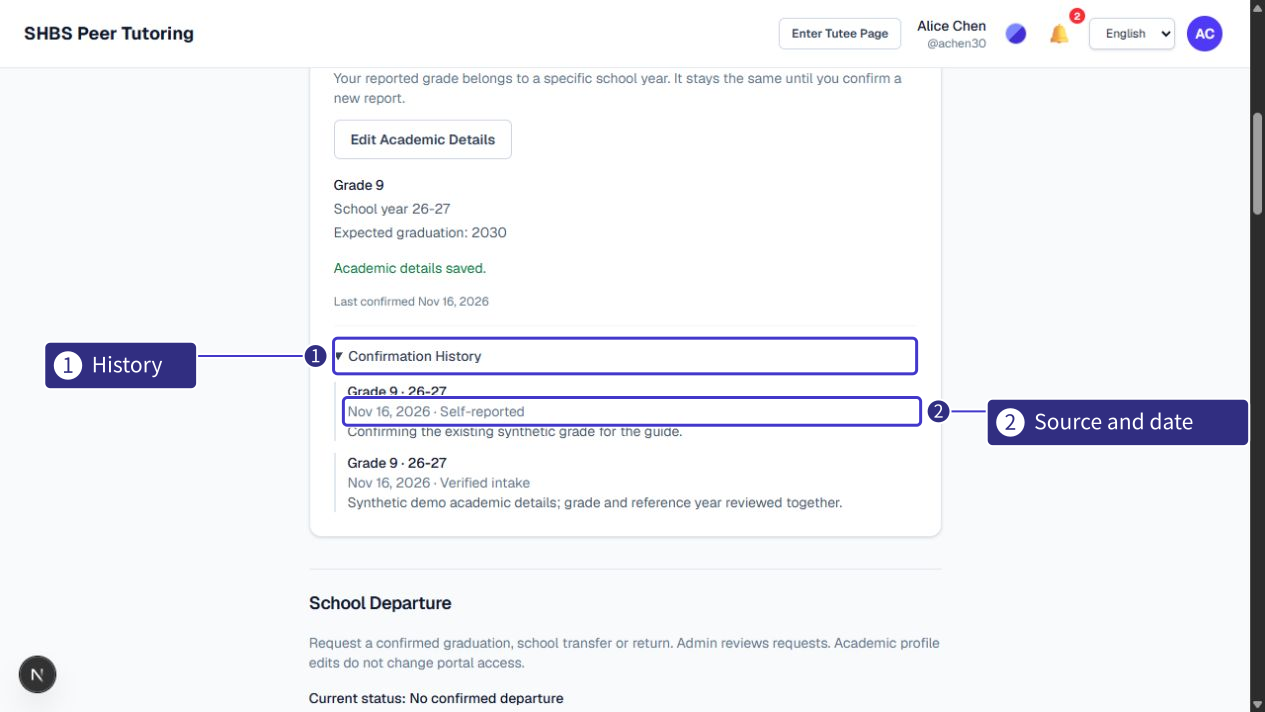 SHBS Peer Tutoring
Enter Tutee Page
Alice Chen
@achen30
2
English
AC
Your reported grade belongs to a specific school year. It stays the same until you confirm a
new report.
Edit Academic Details
Grade 9
School year 26-27
Expected graduation: 2030
Academic details saved.
Last confirmed Nov 16, 2026
1 History
1
Confirmation History
Grade 9 · 26-27
Nov 16, 2026 · Self-reported
2
2 Source and date
Confirming the existing synthetic grade for the guide.
Grade 9 · 26-27
Nov 16, 2026 · Verified intake
Synthetic demo academic details; grade and reference year reviewed together.
School Departure
Request a confirmed graduation, school transfer or return. Admin reviews requests. Academic profile
edits do not change portal access.
N
Current status: No confirmed departure